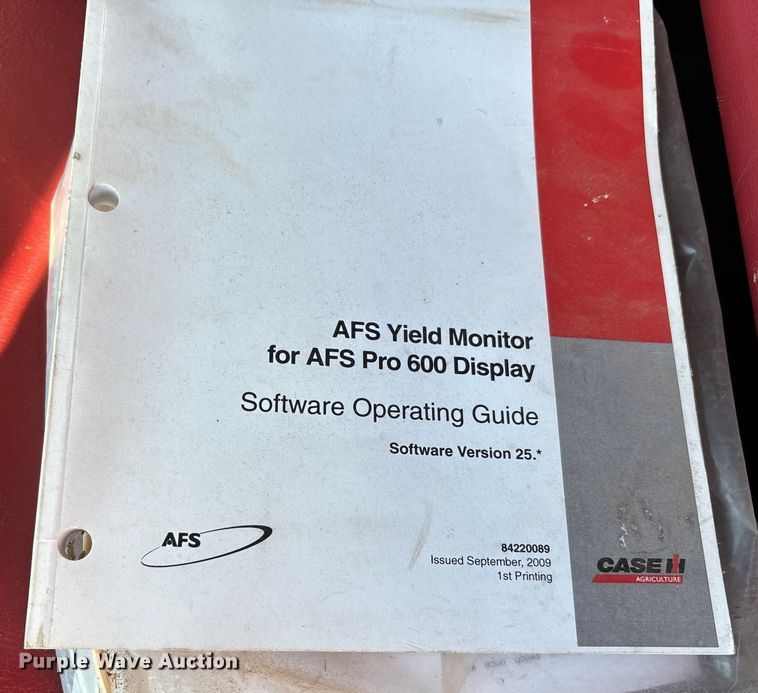 AFS Yield Monitor
for AFS Pro 600 Display
Software Operating Guide
Software Version 25.*
AFS
84220089
Issued September, 2009
1st Printing
CASE IH
AGRICULTURE
Purple Wave Auction